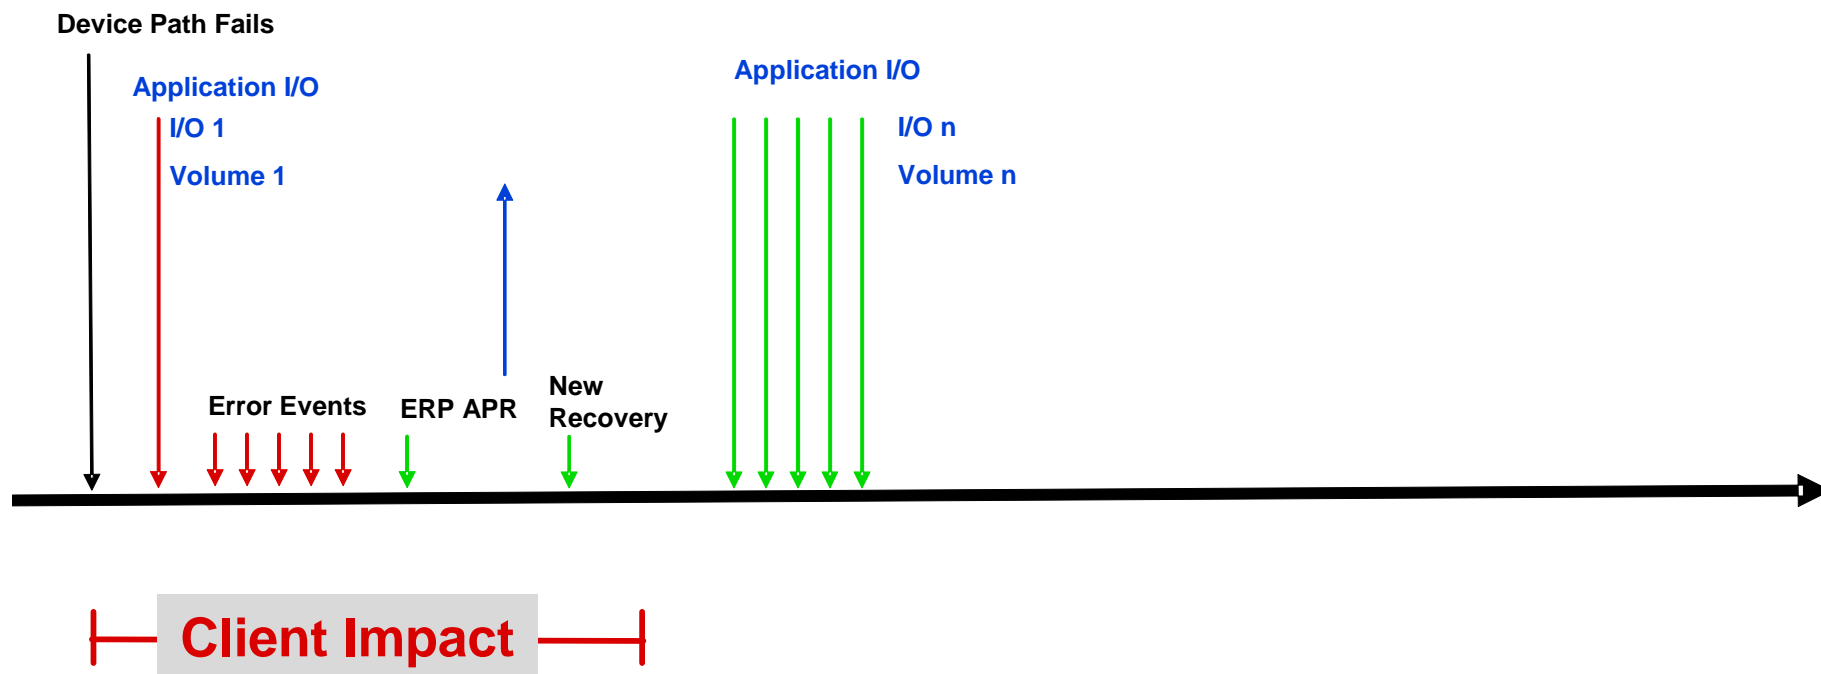 Device Path Fails
Application I/O
I/O 1
Volume 1
Application I/O
I/O n
Volume n
Error Events
ERP APR
New
Recovery
Client Impact